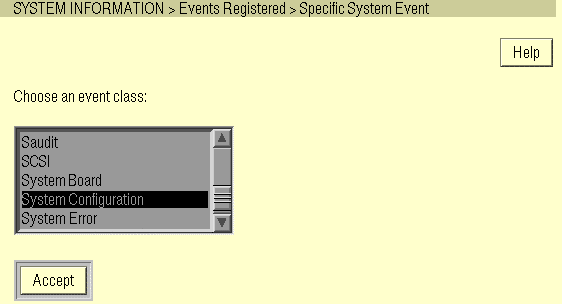 SYSTEM INFORMATION > Events Registered > Specific System Event
Help
Choose an event class:
Saudit
SCSI
System Board
System Configuration
System Error
Accept